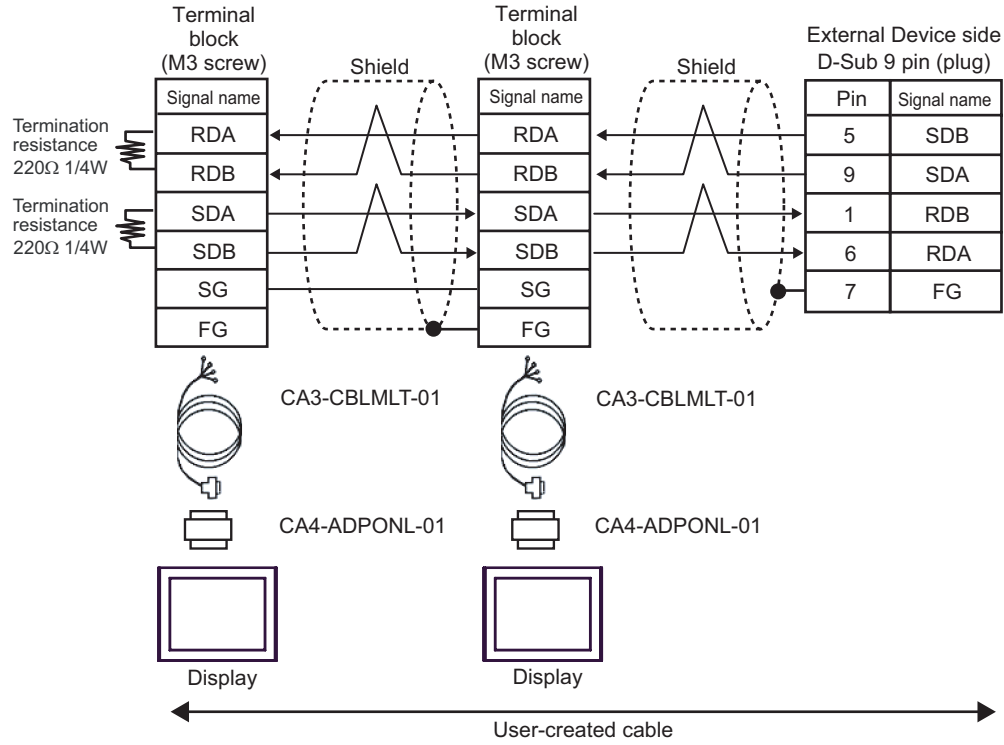 Terminal
block
(M3 screw)
Terminal
block
(M3 screw)
External Device side
D-Sub 9 pin (plug)
Shield
Shield
Signal name
Signal name
Pin
Signal name
Termination
resistance
220Ω 1/4W
RDA
RDA
5
SDB
RDB
RDB
9
SDA
Termination
resistance
220Ω 1/4W
SDA
SDA
1
RDB
SDB
SDB
6
RDA
SG
SG
7
FG
FG
FG
CA3-CBLMLT-01
CA3-CBLMLT-01
CA4-ADPONL-01
CA4-ADPONL-01
Display
Display
User-created cable